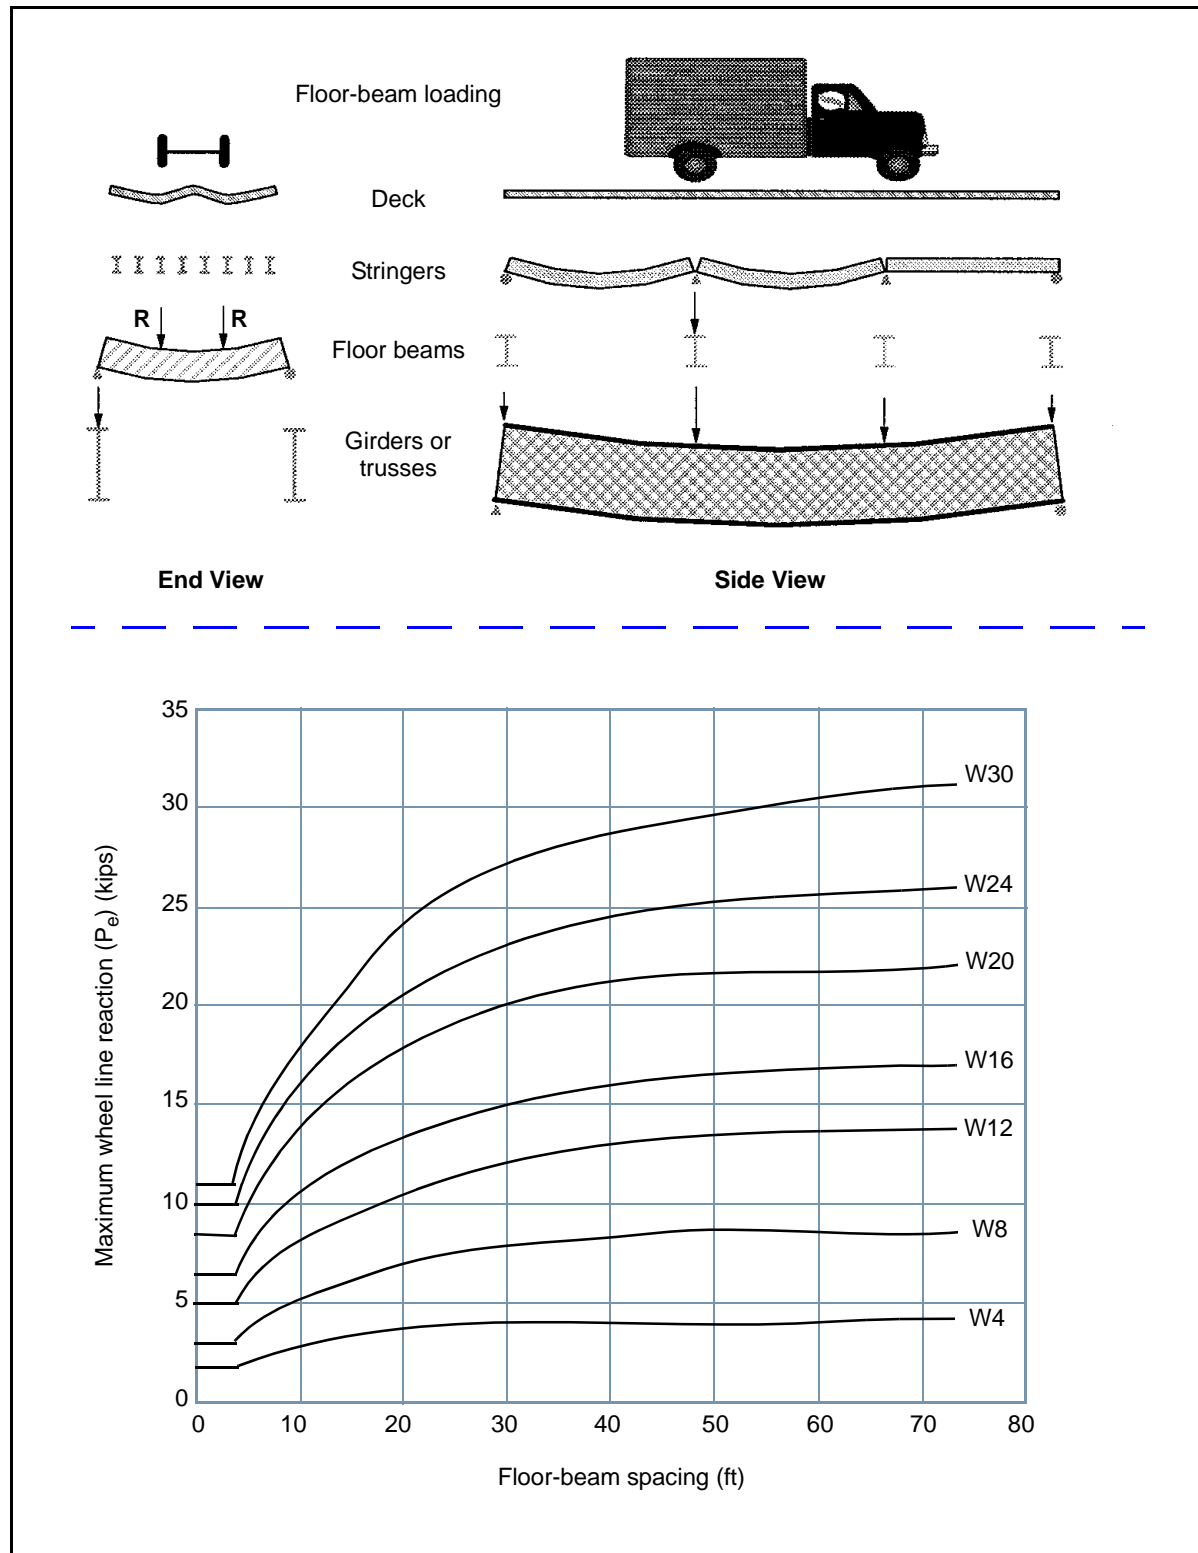 Floor-beam loading
Deck
Stringers
R R
Floor beams
Girders or
trusses
End View
Side View
35
30
25
20
15
10
5
0
Maximum wheel line reaction (Pe) (kips)
W30
W24
W20
W16
W12
W8
W4
0 10 20 30 40 50 60 70 80
Floor-beam spacing (ft)